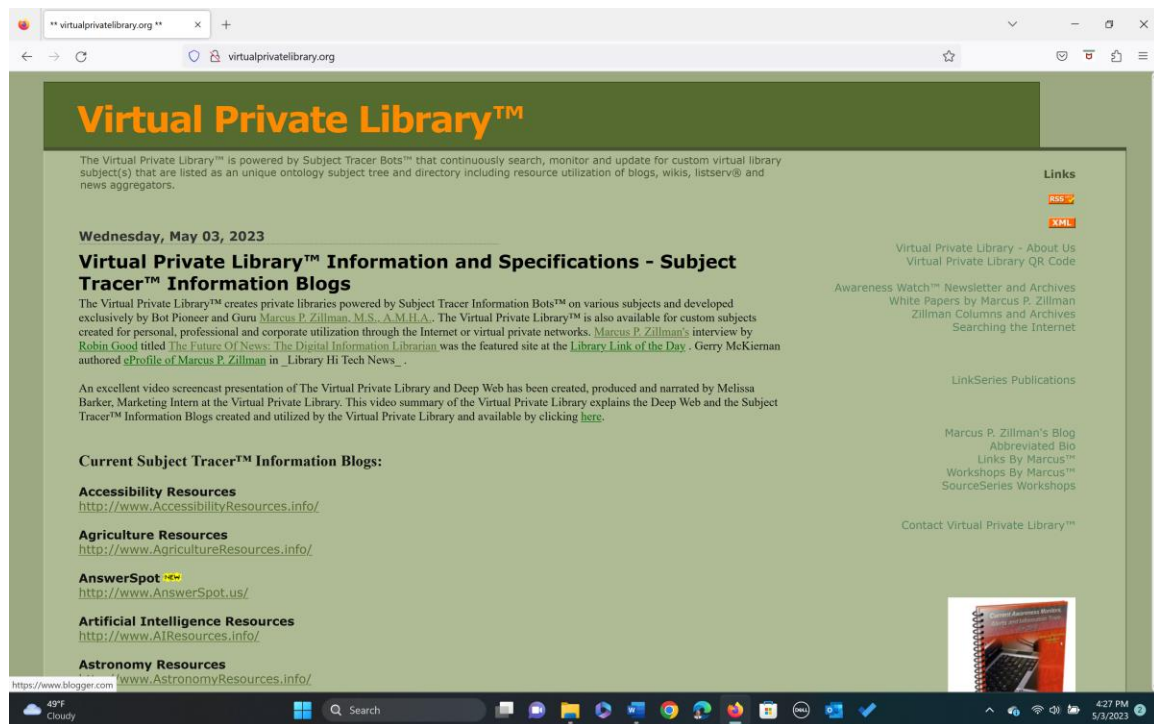 ** virtualprivatelibrary.org **
virtualprivatelibrary.org
Virtual Private Library™
The Virtual Private Library™ is powered by Subject Tracer Bots™ that continuously search, monitor and update for custom virtual library
subject(s) that are listed as an unique ontology subject tree and directory including resource utilization of blogs, wikis, listserv® and
news aggregators.
Wednesday, May 03, 2023
Virtual Private Library™ Information and Specifications - Subject
Tracer™ Information Blogs
The Virtual Private Library™ creates private libraries powered by Subject Tracer Information Bots™ on various subjects and developed
exclusively by Bot Pioneer and Guru Marcus P. Zillman, M.S., A.M.H.A.. The Virtual Private Library™ is also available for custom subjects
created for personal, professional and corporate utilization through the Internet or virtual private networks. Marcus P. Zillman's interview by
Robin Good titled The Future Of News: The Digital Information Librarian was the featured site at the Library Link of the Day . Gerry McKiernan
authored eProfile of Marcus P. Zillman in _Library Hi Tech News_ .
An excellent video screencast presentation of The Virtual Private Library and Deep Web has been created, produced and narrated by Melissa
Barker, Marketing Intern at the Virtual Private Library. This video summary of the Virtual Private Library explains the Deep Web and the Subject
Tracer™ Information Blogs created and utilized by the Virtual Private Library and available by clicking here.
Current Subject Tracer™ Information Blogs:
Accessibility Resources
http://www.AccessibilityResources.info/
Agriculture Resources
http://www.AgricultureResources.info/
AnswerSpot NEW
http://www.AnswerSpot.us/
Artificial Intelligence Resources
http://www.AIResources.info/
Astronomy Resources
www.AstronomyResources.info/
Links
RSS
XML
Virtual Private Library - About Us
Virtual Private Library QR Code
Awareness Watch™ Newsletter and Archives
White Papers by Marcus P. Zillman
Zillman Columns and Archives
Searching the Internet
LinkSeries Publications
Marcus P. Zillman's Blog
Abbreviated Bio
Links By Marcus™
Workshops By Marcus™
SourceSeries Workshops
Contact Virtual Private Library™
https://www.blogger.com
49°F
Cloudy
Search
4:27 PM
5/3/2023
2